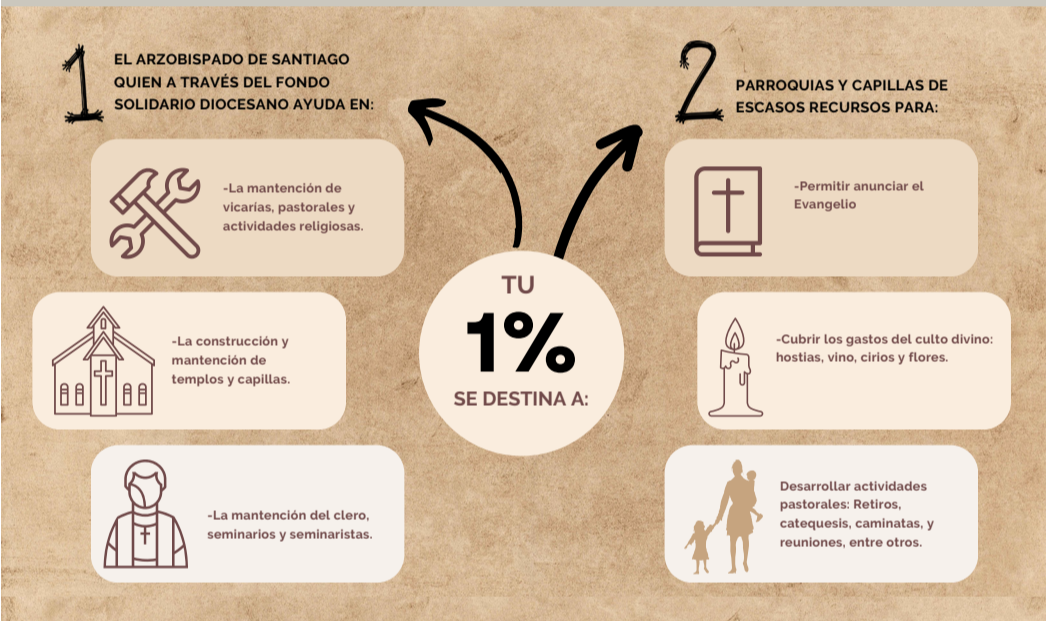 1
EL ARZOBISPADO DE SANTIAGO
QUIEN A TRAVÉS DEL FONDO
SOLIDARIO DIOCESANO AYUDA EN:
-La mantención de
vicarías, pastorales y
actividades religiosas.
-La construcción y
mantención de
templos y capillas.
-La mantención del clero,
seminarios y seminaristas.
TU
1%
SE DESTINA A:
2
PARROQUIAS Y CAPILLAS DE
ESCASOS RECURSOS PARA:
-Permitir anunciar el
Evangelio
-Cubrir los gastos del culto divino:
hostias, vino, cirios y flores.
Desarrollar actividades
pastorales: Retiros,
catequesis, caminatas, y
reuniones, entre otros.